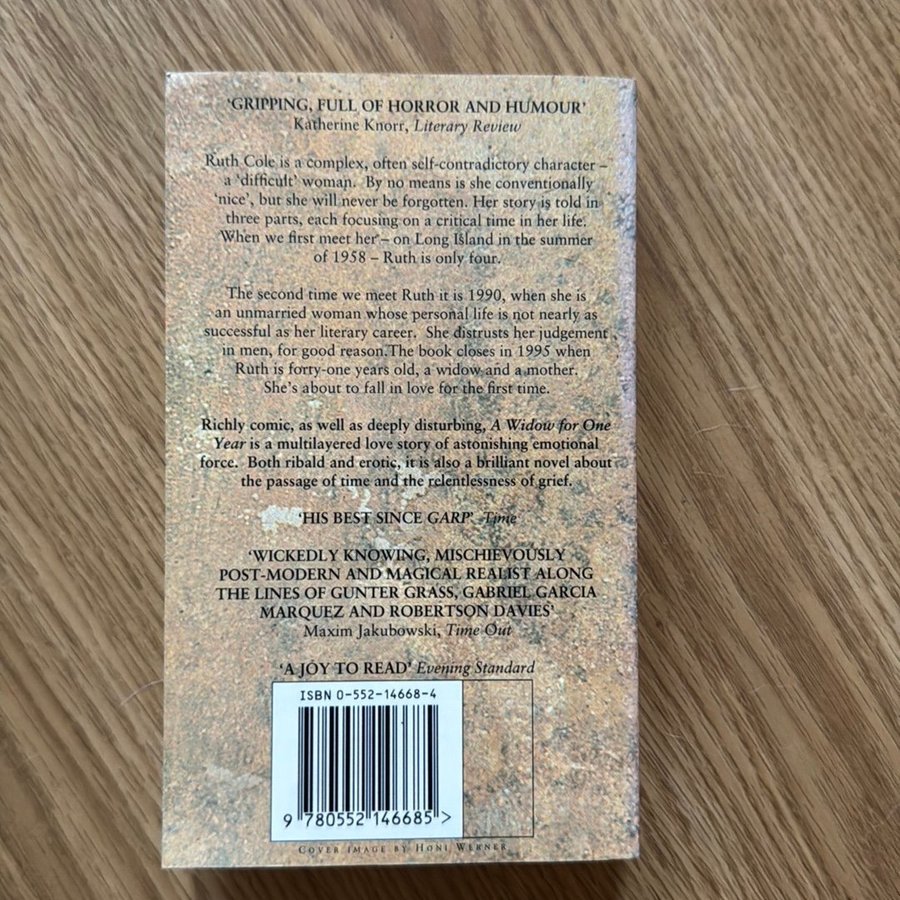 ‘GRIPPING, FULL OF HORROR AND HUMOUR’
Katherine Knorr, Literary Review
Ruth Cole is a complex, often self-contradictory character –
a ‘difficult’ woman. By no means is she conventionally
‘nice’, but she will never be forgotten. Her story is told in
three parts, each focusing on a critical time in her life.
When we first meet her – on Long Island in the summer
of 1958 – Ruth is only four.
The second time we meet Ruth it is 1990, when she is
an unmarried woman whose personal life is not nearly as
successful as her literary career. She distrusts her judgement
in men, for good reason.The book closes in 1995 when
Ruth is forty-one years old, a widow and a mother.
She’s about to fall in love for the first time.
Richly comic, as well as deeply disturbing, A Widow for One
Year is a multilayered love story of astonishing emotional
force. Both ribald and erotic, it is also a brilliant novel about
the passage of time and the relentlessness of grief.
‘HIS BEST SINCE GARP’ Time
‘WICKEDLY KNOWING, MISCHIEVOUSLY
POST-MODERN AND MAGICAL REALIST ALONG
THE LINES OF GUNTER GRASS, GABRIEL GARCIA
MARQUEZ AND ROBERTSON DAVIES’
Maxim Jakubowski, Time Out
‘A JOY TO READ’ Evening Standard
ISBN 0-552-14668-4
9 780552 146685 >
COVER IMAGE BY HONI WERNER